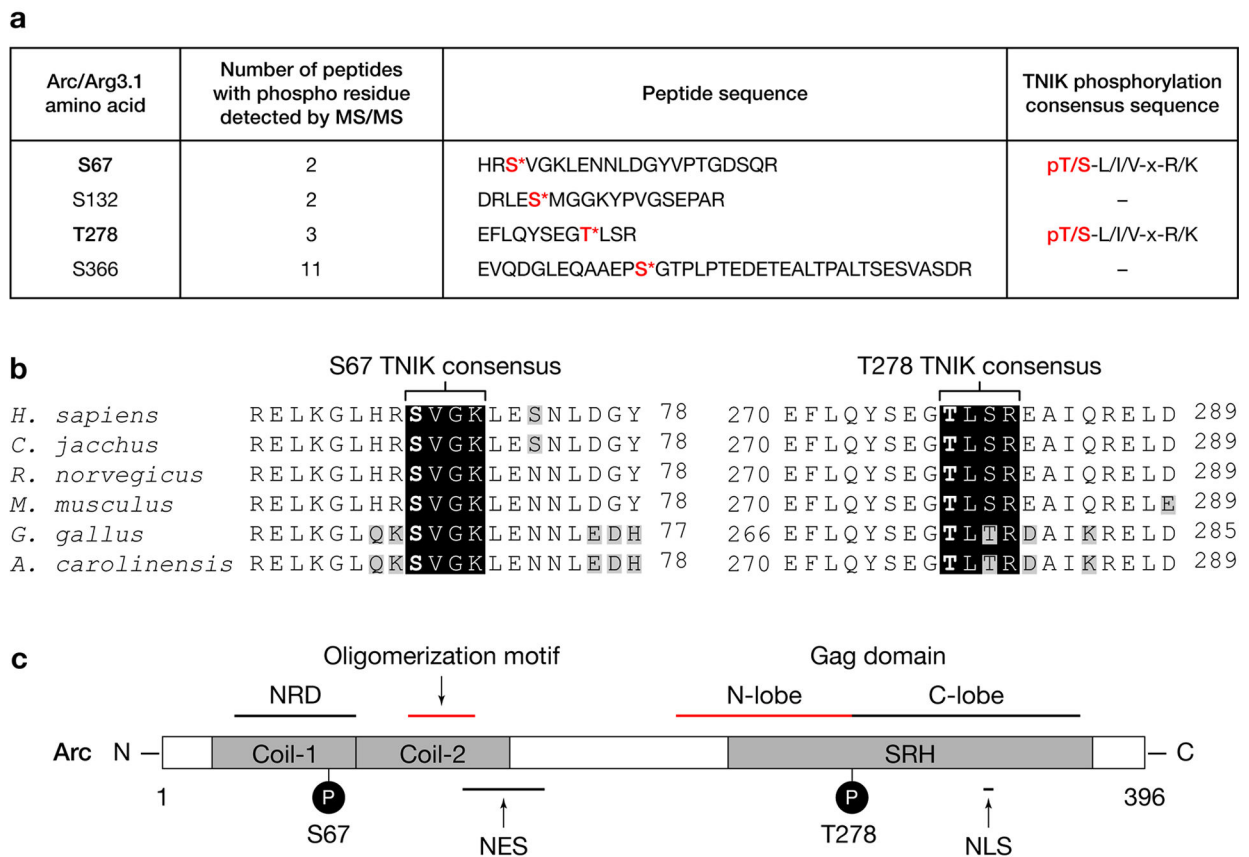 a
Arc/Arg3.1 amino acid
Number of peptides with phospho residue detected by MS/MS
Peptide sequence
TNIK phosphorylation consensus sequence
S67 2 HRS*VGKLENNLDGYVPTGDSQR pT/S-L/I/V-x-R/K
S132 2 DRLES*MGGKYPVGSEPAR –
T278 3 EFLQYSEGT*LSR pT/S-L/I/V-x-R/K
S366 11 EVQDGLEQAAEPS*GTPLPTEDETEALTPALTSESVASDR –
b
S67 TNIK consensus T278 TNIK consensus
H. sapiens RELKGLHRSVGKLESNLDGY 78 270 EFLQYSEGTLSREAIQRELD 289
C. jacchus RELKGLHRSVGKLESNLDGY 78 270 EFLQYSEGTLSREAIQRELD 289
R. norvegicus RELKGLHRSVGKLENNLDGY 78 270 EFLQYSEGTLSREAIQRELD 289
M. musculus RELKGLHRSVGKLENNLDGY 78 270 EFLQYSEGTLSREAIQRELE 289
G. gallus RELKGLQKSVGKLENNLEDH 77 266 EFLQYSEGTLTRDAIKRELD 285
A. carolinensis RELKGLQKSVGKLENNLEDH 78 270 EFLQYSEGTLTRDAIKRELD 289
c
Oligomerization motif Gag domain
NRD N-lobe C-lobe
Arc N Coil-1 Coil-2 SRH C
1 P P 396
S67 NES T278 NLS